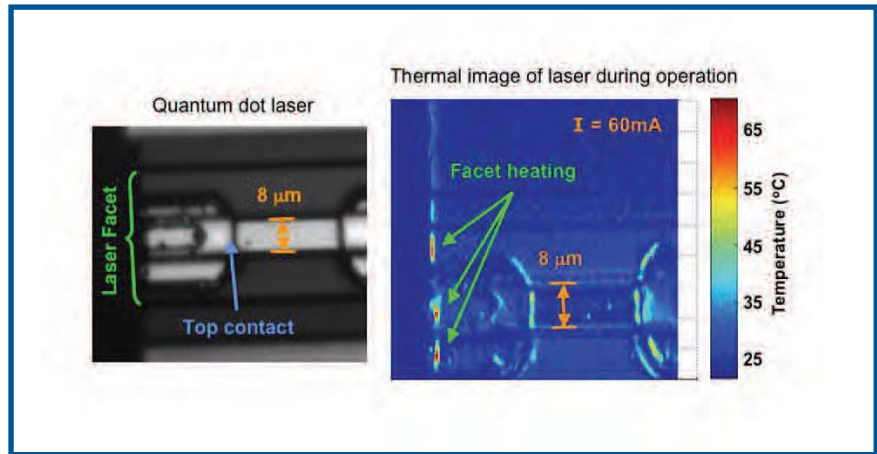 Quantum dot laser
Laser Facet
8 μm
Top contact
Thermal image of laser during operation
I = 60mA
Facet heating
8 μm
65
55
45
35
25
Temperature (°C)